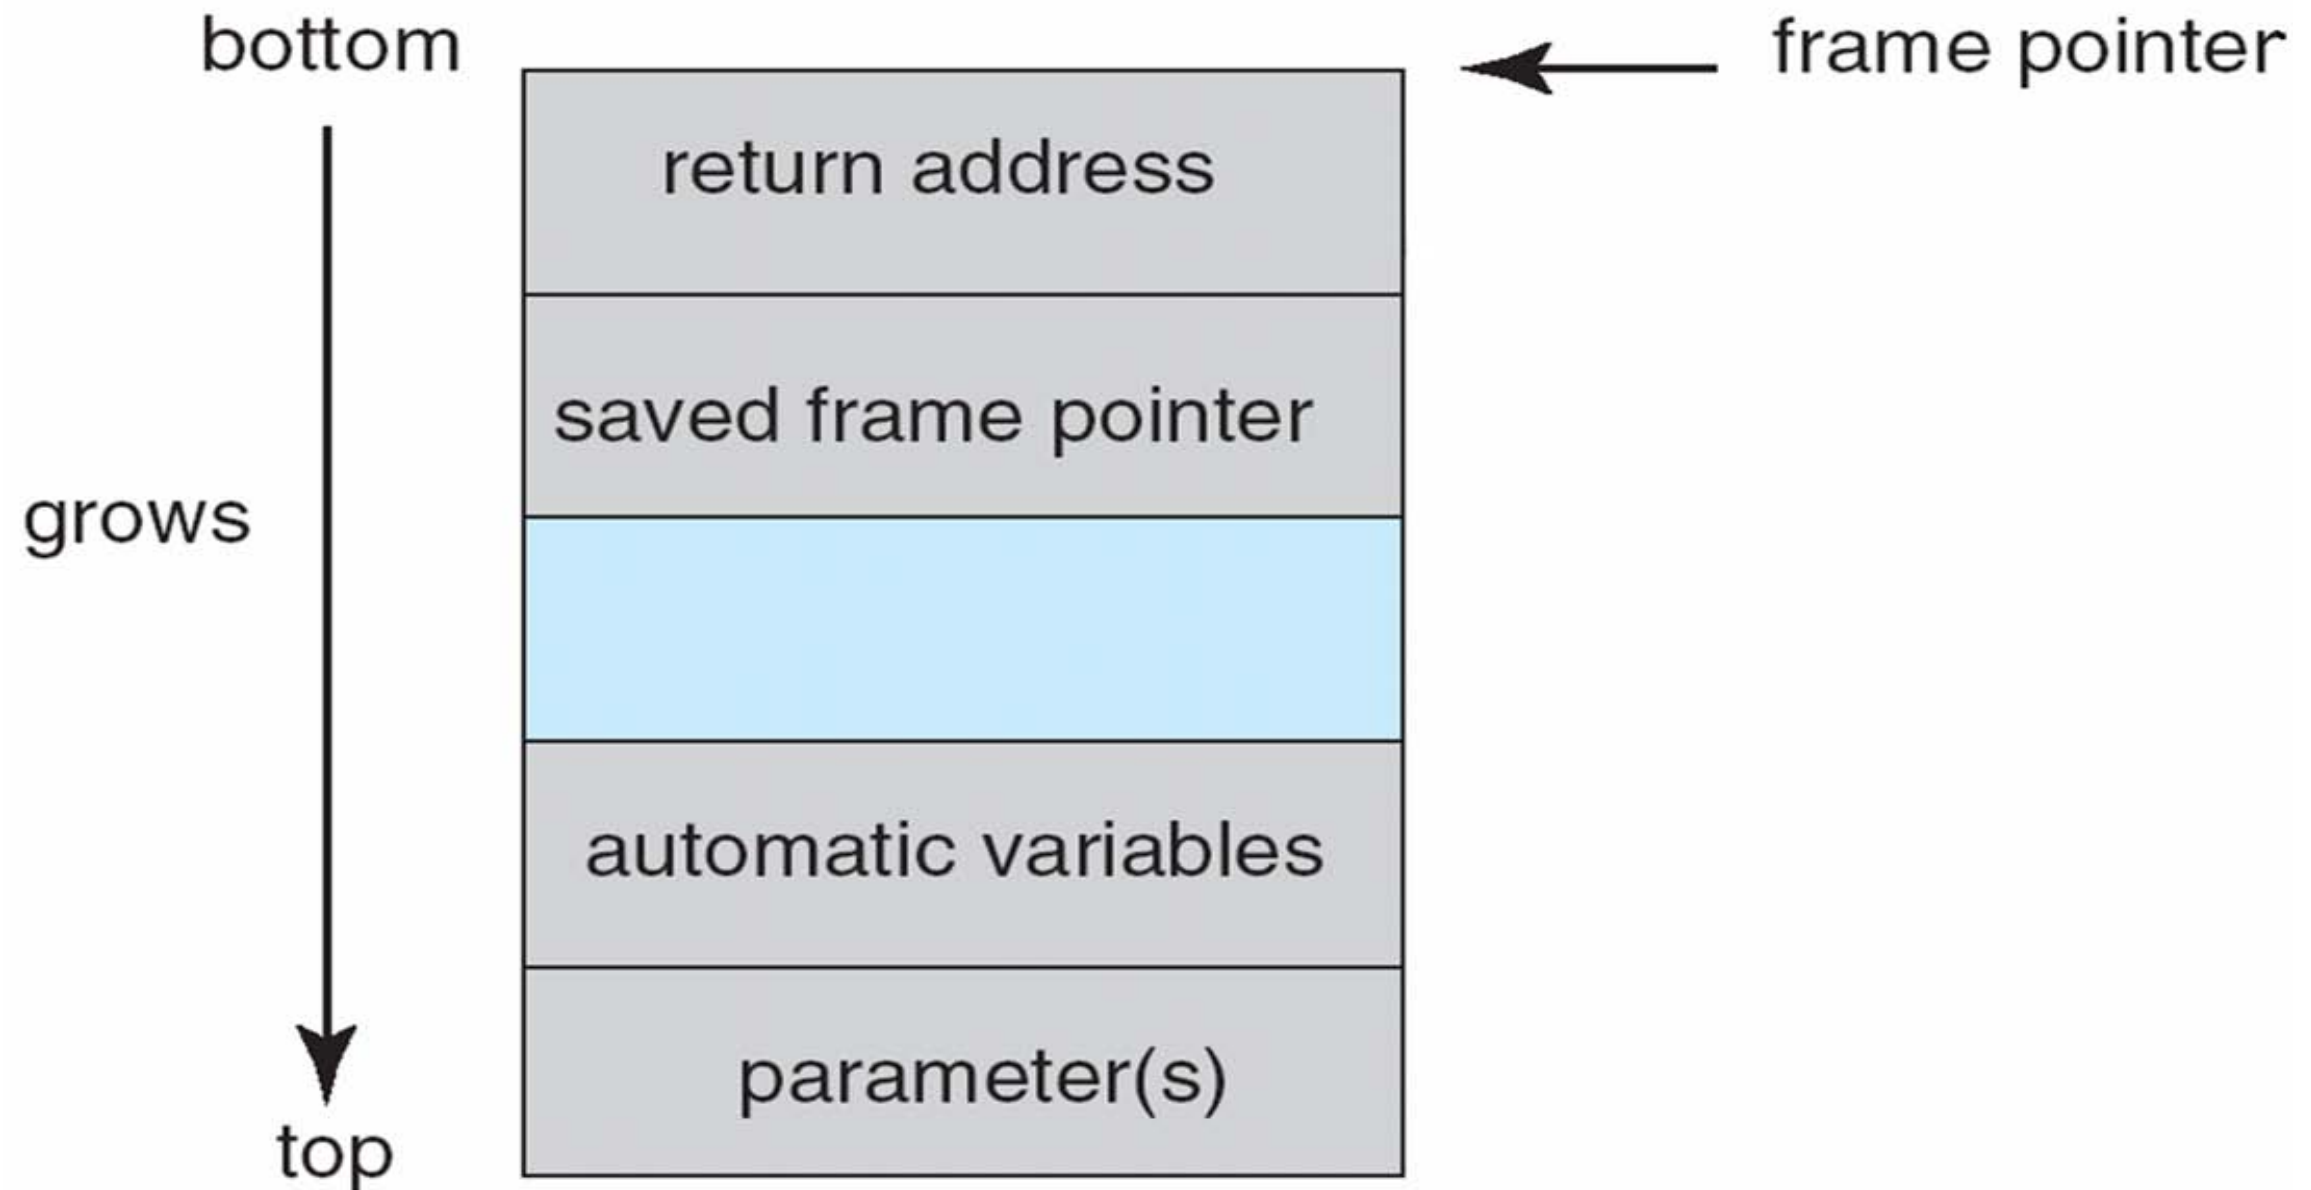 bottom
frame pointer
return address
saved frame pointer
grows
automatic variables
parameter(s)
top